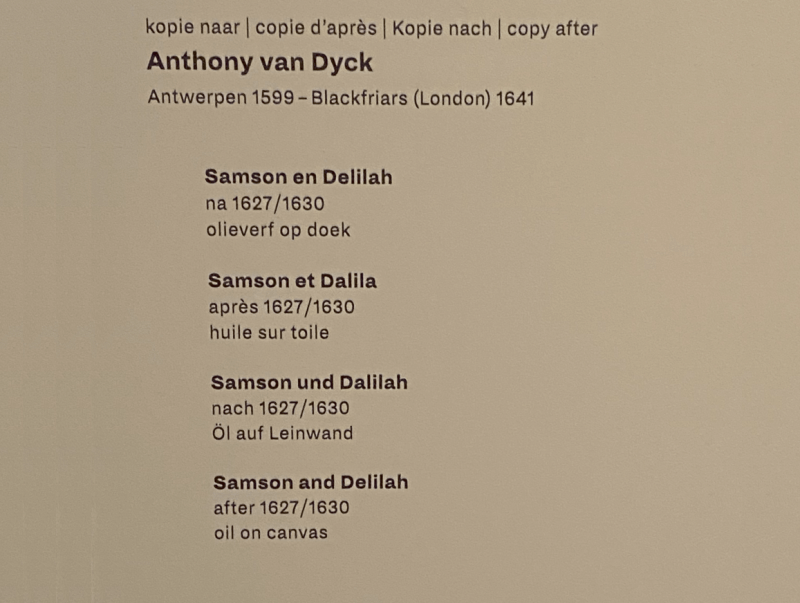 kopie naar | copie d'après | Kopie nach | copy after
Anthony van Dyck
Antwerpen 1599 – Blackfriars (London) 1641
Samson en Delilah
na 1627/1630
olieverf op doek
Samson et Dalila
après 1627/1630
huile sur toile
Samson und Dalilah
nach 1627/1630
Öl auf Leinwand
Samson and Delilah
after 1627/1630
oil on canvas